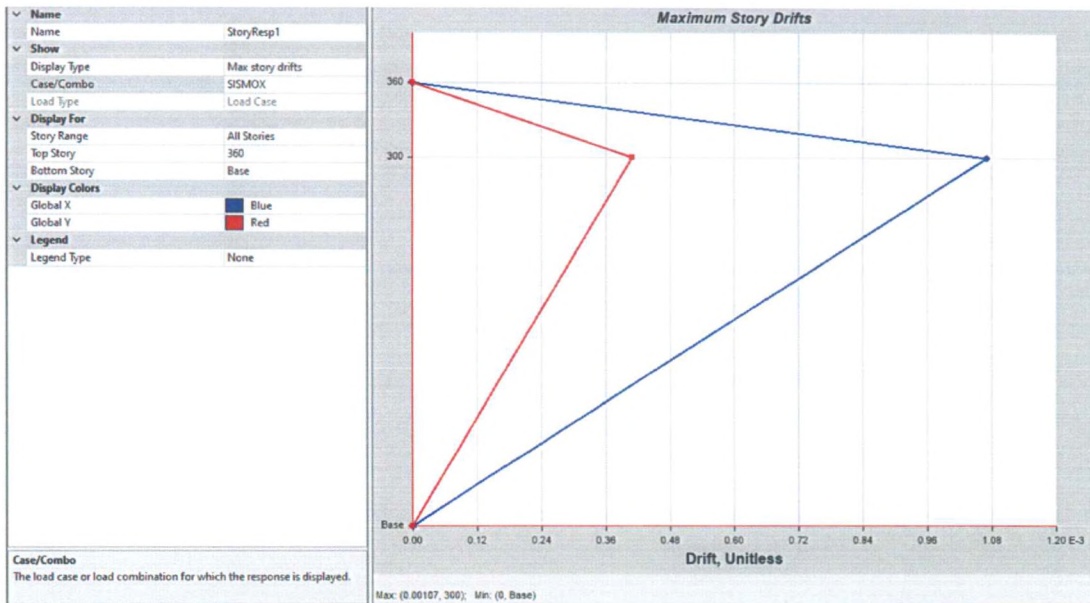 Name
Name StoryResp1
Show
Display Type Max story drifts
Case/Combo SISMOX
Load Type Load Case
Display For
Story Range All Stories
Top Story 360
Bottom Story Base
Display Colors
Global X Blue
Global Y Red
Legend
Legend Type None
Case/Combo
The load case or load combination for which the response is displayed.
Maximum Story Drifts
360
300
Base
0.00 0.12 0.24 0.36 0.48 0.60 0.72 0.84 0.96 1.08 1.20 E-3
Drift, Unitless
Max: (0.00107, 300); Min: (0, Base)